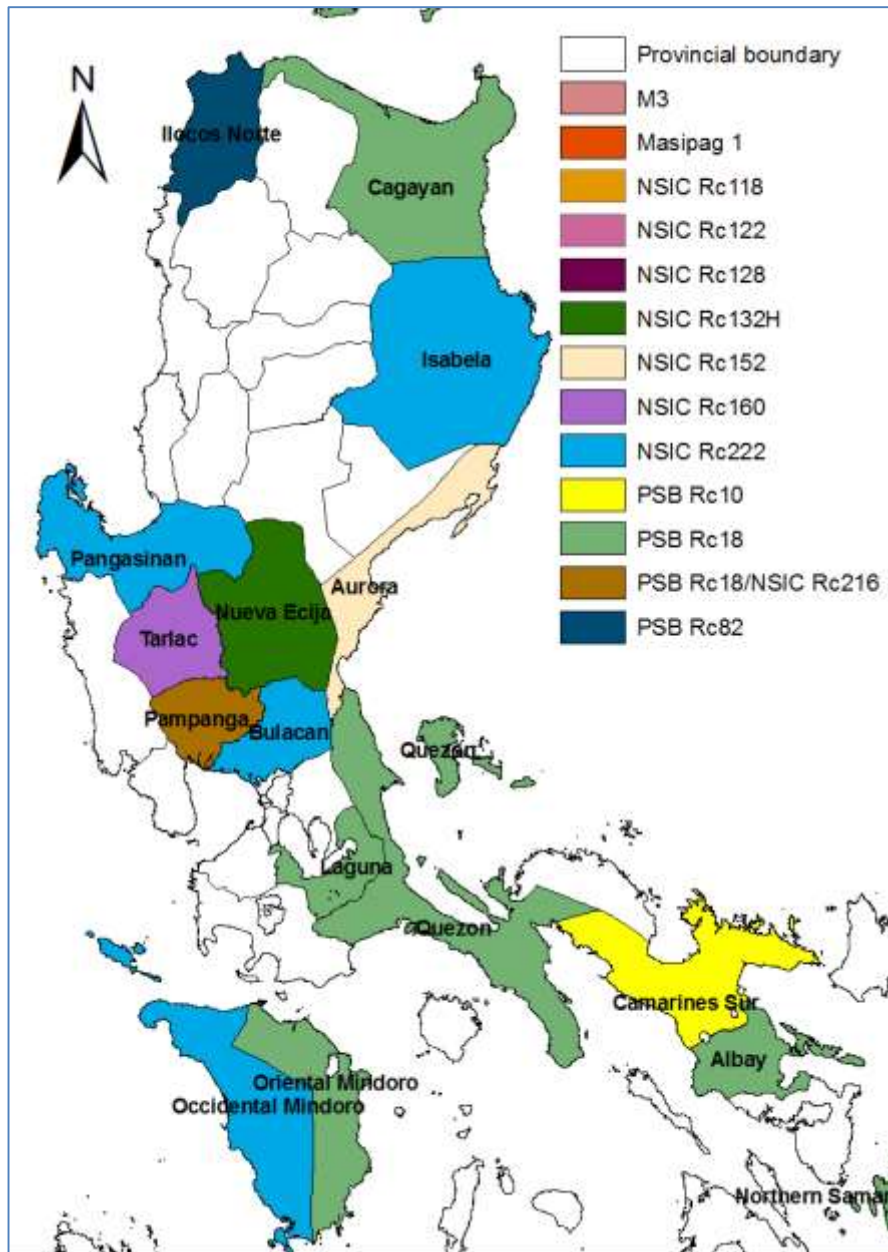 N
Ilocos Norte
Cagayan
Isabela
Pangasinan
Nueva Ecija
Aurora
Tarlac
Pampanga
Bulacan
Quezon
Laguna
Quezon
Camarines Sur
Albay
Oriental Mindoro
Occidental Mindoro
Northern Samar
Provincial boundary
M3
Masipag 1
NSIC Rc118
NSIC Rc122
NSIC Rc128
NSIC Rc132H
NSIC Rc152
NSIC Rc160
NSIC Rc222
PSB Rc10
PSB Rc18
PSB Rc18/NSIC Rc216
PSB Rc82